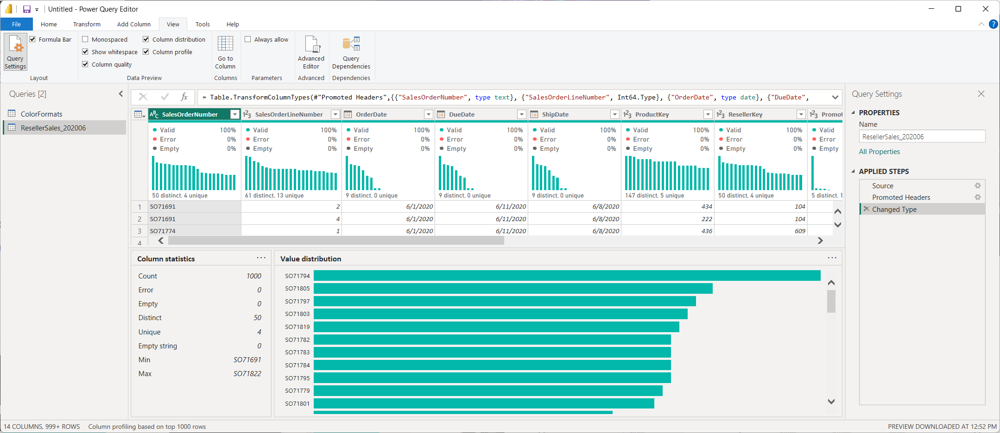 Untitled - Power Query Editor
File Home Transform Add Column View Tools Help
Query Settings
Formula Bar
Layout
Monospaced
Show whitespace
Column quality
Column distribution
Column profile
Data Preview
Go to Column
Columns
Always allow
Parameters
Advanced Editor
Advanced
Query Dependencies
Dependencies
Queries [2]
ColorFormats
ResellerSales_202006
fx
= Table.TransformColumnTypes(#"Promoted Headers",{{"SalesOrderNumber", type text}, {"SalesOrderLineNumber", Int64.Type}, {"OrderDate", type date}, {"DueDate",
ABC SalesOrderNumber 123 SalesOrderLineNumber OrderDate DueDate ShipDate 123 ProductKey 123 ResellerKey 123 Promot
Valid 100% Valid 100% Valid 100% Valid 100% Valid 100% Valid 100% Valid 100% Valid
Error 0% Error 0% Error 0% Error 0% Error 0% Error 0% Error 0% Error
Empty 0% Empty 0% Empty 0% Empty 0% Empty 0% Empty 0% Empty 0% Empty
50 distinct, 4 unique 61 distinct, 13 unique 9 distinct, 0 unique 9 distinct, 0 unique 9 distinct, 0 unique 147 distinct, 5 unique 50 distinct, 4 unique 5 distinct, 1
1 SO71691 2 6/1/2020 6/11/2020 6/8/2020 434 104
2 SO71691 4 6/1/2020 6/11/2020 6/8/2020 222 104
3 SO71774 1 6/1/2020 6/11/2020 6/8/2020 436 609
4
Column statistics
Count 1000
Error 0
Empty 0
Distinct 50
Unique 4
Empty string 0
Min SO71691
Max SO71822
Value distribution
SO71794
SO71805
SO71797
SO71803
SO71819
SO71782
SO71783
SO71784
SO71795
SO71779
SO71801
Query Settings
PROPERTIES
Name
ResellerSales_202006
All Properties
APPLIED STEPS
Source
Promoted Headers
Changed Type
14 COLUMNS, 999+ ROWS Column profiling based on top 1000 rows
PREVIEW DOWNLOADED AT 12:52 PM